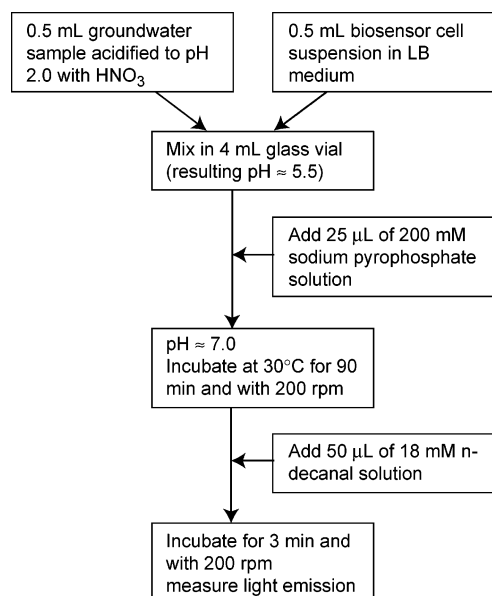 0.5 mL groundwater
sample acidified to pH
2.0 with HNO₃
0.5 mL biosensor cell
suspension in LB
medium
Mix in 4 mL glass vial
(resulting pH ≈ 5.5)
Add 25 μL of 200 mM
sodium pyrophosphate
solution
pH ≈ 7.0
Incubate at 30°C for 90
min and with 200 rpm
Add 50 μL of 18 mM n-
decanal solution
Incubate for 3 min and
with 200 rpm
measure light emission